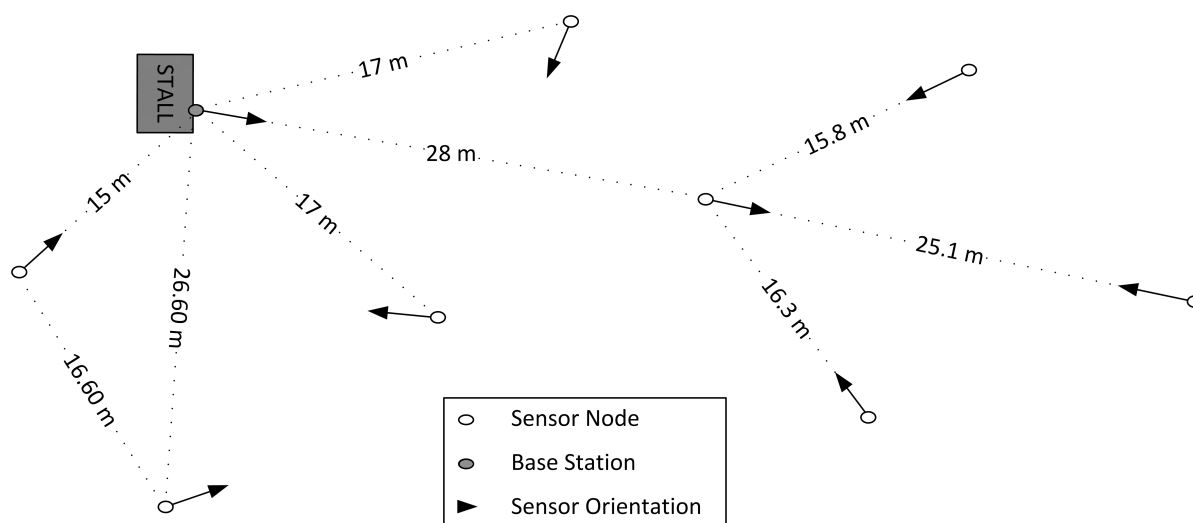 STALL
17 m
15.8 m
28 m
15 m
17 m
25.1 m
26.60 m
16.3 m
16.60 m
Sensor Node
Base Station
Sensor Orientation